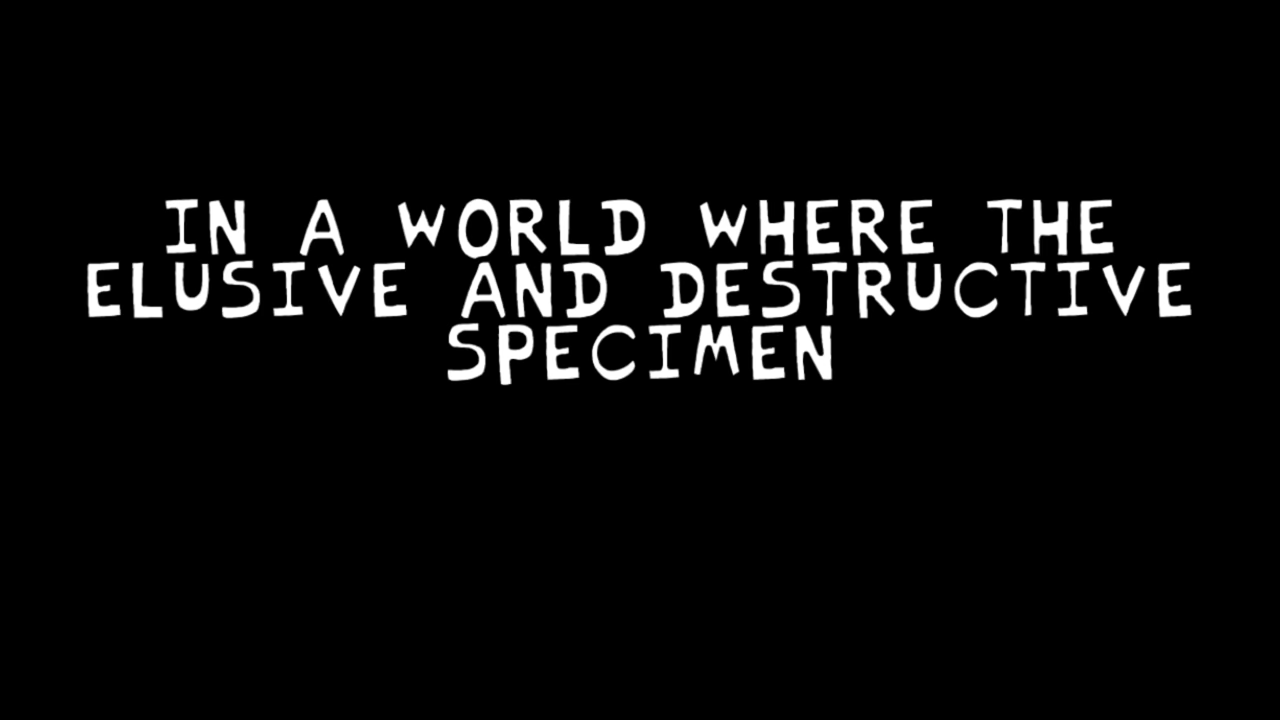 IN A WORLD WHERE THE
ELUSIVE AND DESTRUCTIVE
SPECIMEN